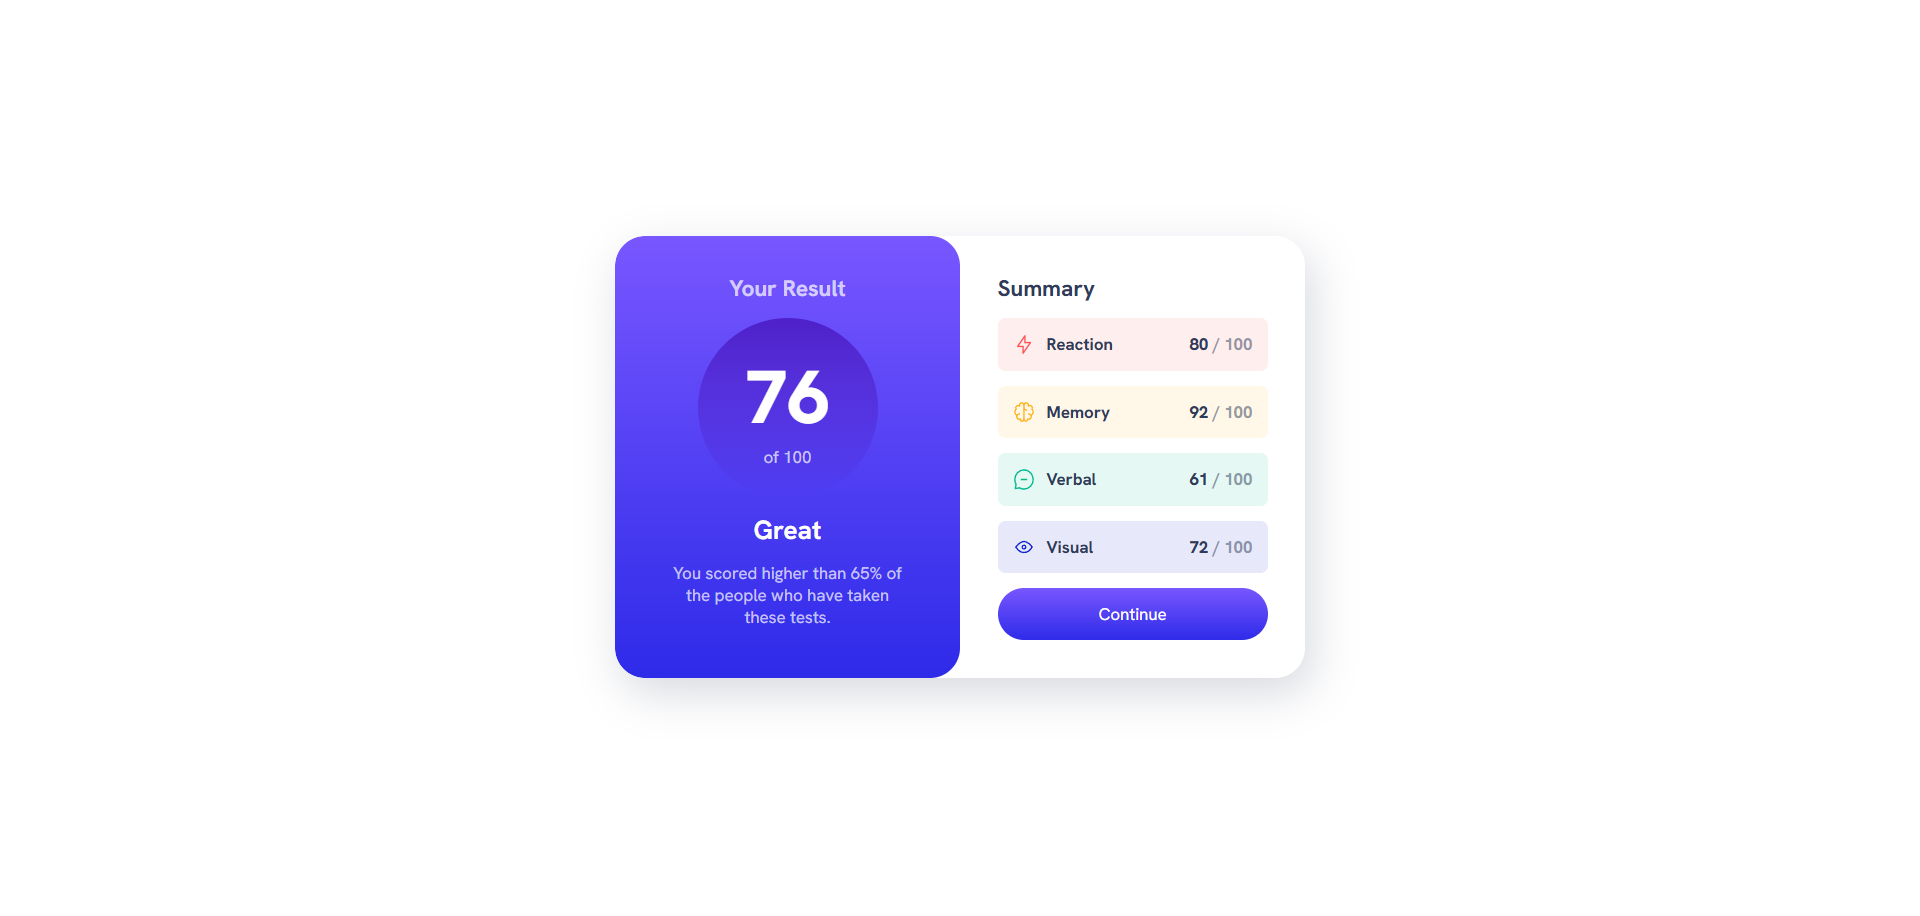 Your Result
76
of 100
Great
You scored higher than 65% of
the people who have taken
these tests.
Summary
Reaction 80 / 100
Memory 92 / 100
Verbal 61 / 100
Visual 72 / 100
Continue